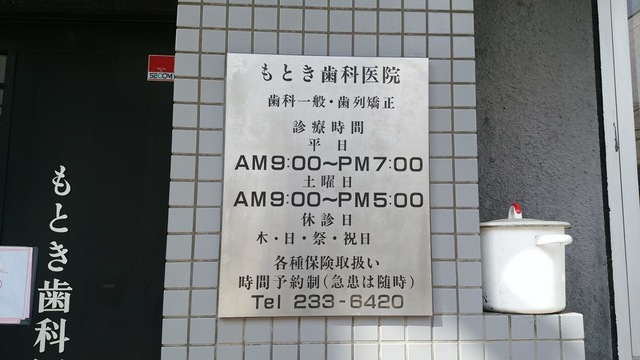 もとき歯科医院
歯科一般・歯列矯正
診療時間
平日
AM9:00～PM7:00
土曜日
AM9:00～PM5:00
休診日
木・日・祭・祝日
各種保険取扱い
時間予約制(急患は随時)
Tel 233-6420
SECOM
もとき歯科